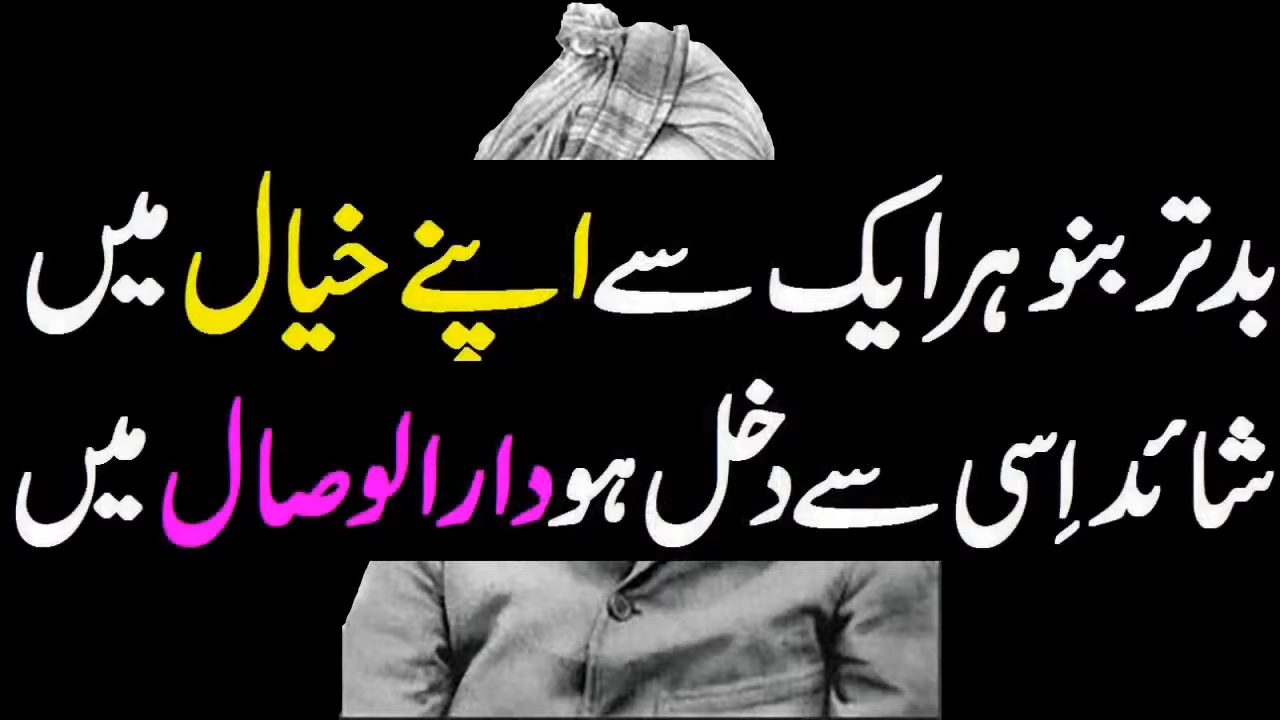 بدتر بنو ہر ایک سے اپنے خیال میں
شائد اِسی سے دخل ہو دارالوصال میں